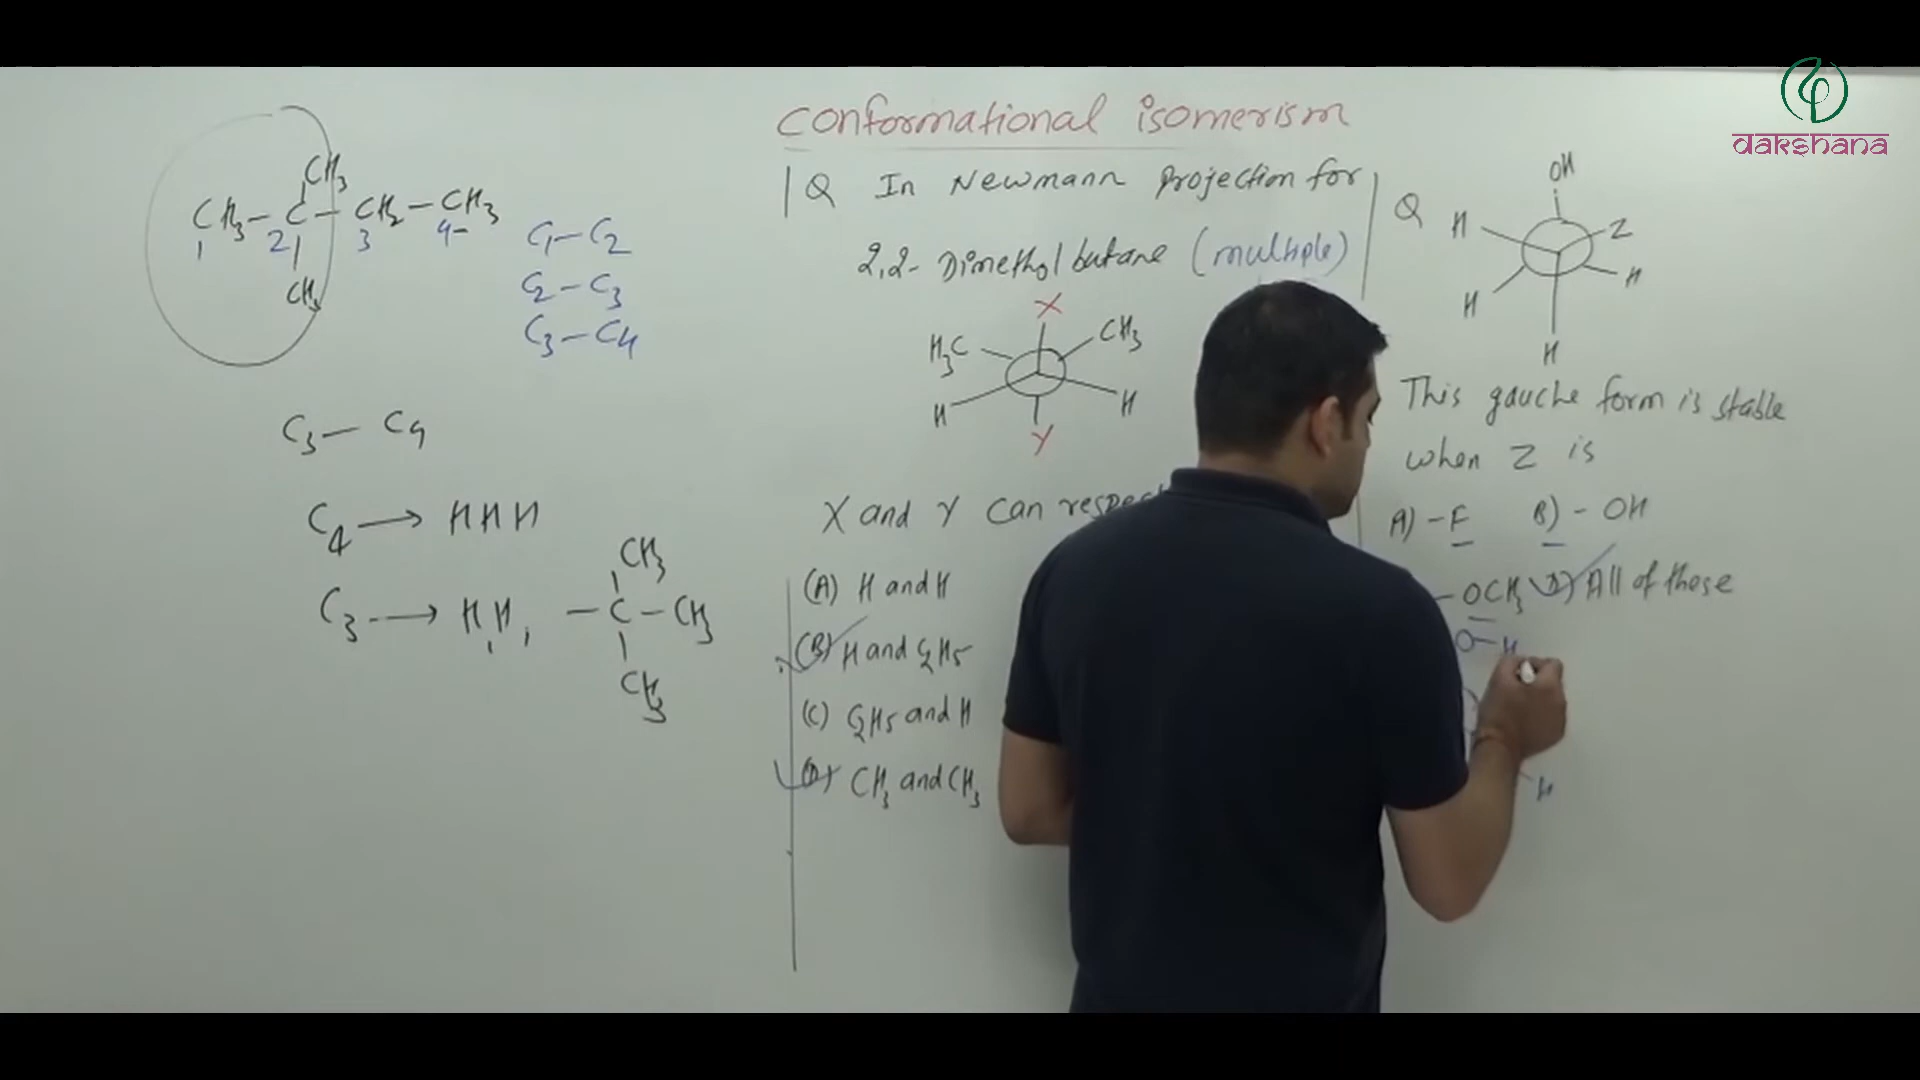 Conformational isomerism
dakshana
CH3 - C - CH2 - CH3
CH3
CH3
1 2 3 4
C1 - C2
C2 - C3
C3 - C4
C3 - C4
C4 → H H H
C3 → H H, - C - CH3
CH3
CH3
Q In Newmann Projection for
2,2- Dimethyl butane (multiple)
X
H3C CH3
H H
Y
X and Y can
(A) H and H
(B) H and C2H5
(C) C2H5 and H
(D) CH3 and CH3
Q
OH
H Z
H H
H
This gauche form is stable
when Z is
A) - F B) - OH
- OCH3 D) All of these
O - H
H